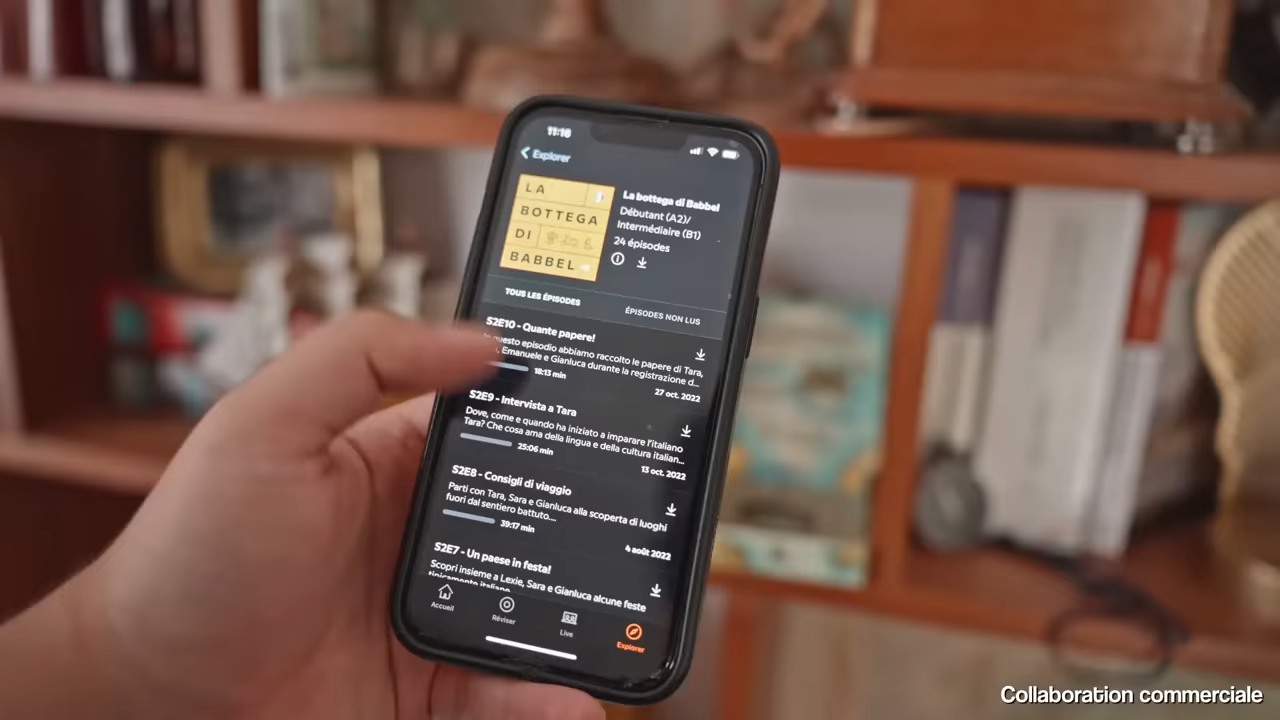 11:16
Explorer
LA
BOTTEGA
DI
BABBEL
La bottega di Babbel
Débutant (A2)/
Intermédiaire (B1)
24 épisodes
TOUS LES ÉPISODES
ÉPISODES NON LUS
S2E10 - Quante papere!
questo episodio abbiamo raccolto le papere di Tara,
Emanuele e Gianluca durante la registrazione d...
18:13 min
27 oct. 2022
S2E9 - Intervista a Tara
Dove, come e quando ha iniziato a imparare l'italiano
Tara? Che cosa ama della lingua e della cultura italian...
25:06 min
13 oct. 2022
S2E8 - Consigli di viaggio
Parti con Tara, Sara e Gianluca alla scoperta di luoghi
fuori dal sentiero battuto....
39:17 min
4 août 2022
S2E7 - Un paese in festa!
Scopri insieme a Lexie, Sara e Gianluca alcune feste
tipicamente italiane
Accueil
Réviser
Live
Explorer
Collaboration commerciale